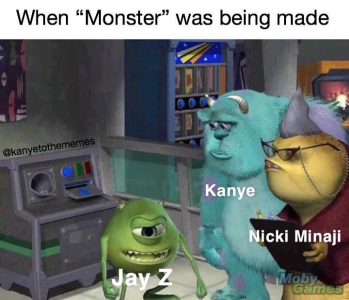 When “Monster” was being made
@kanyetothememes
Kanye
Nicki Minaji
Jay Z
Moby
Games